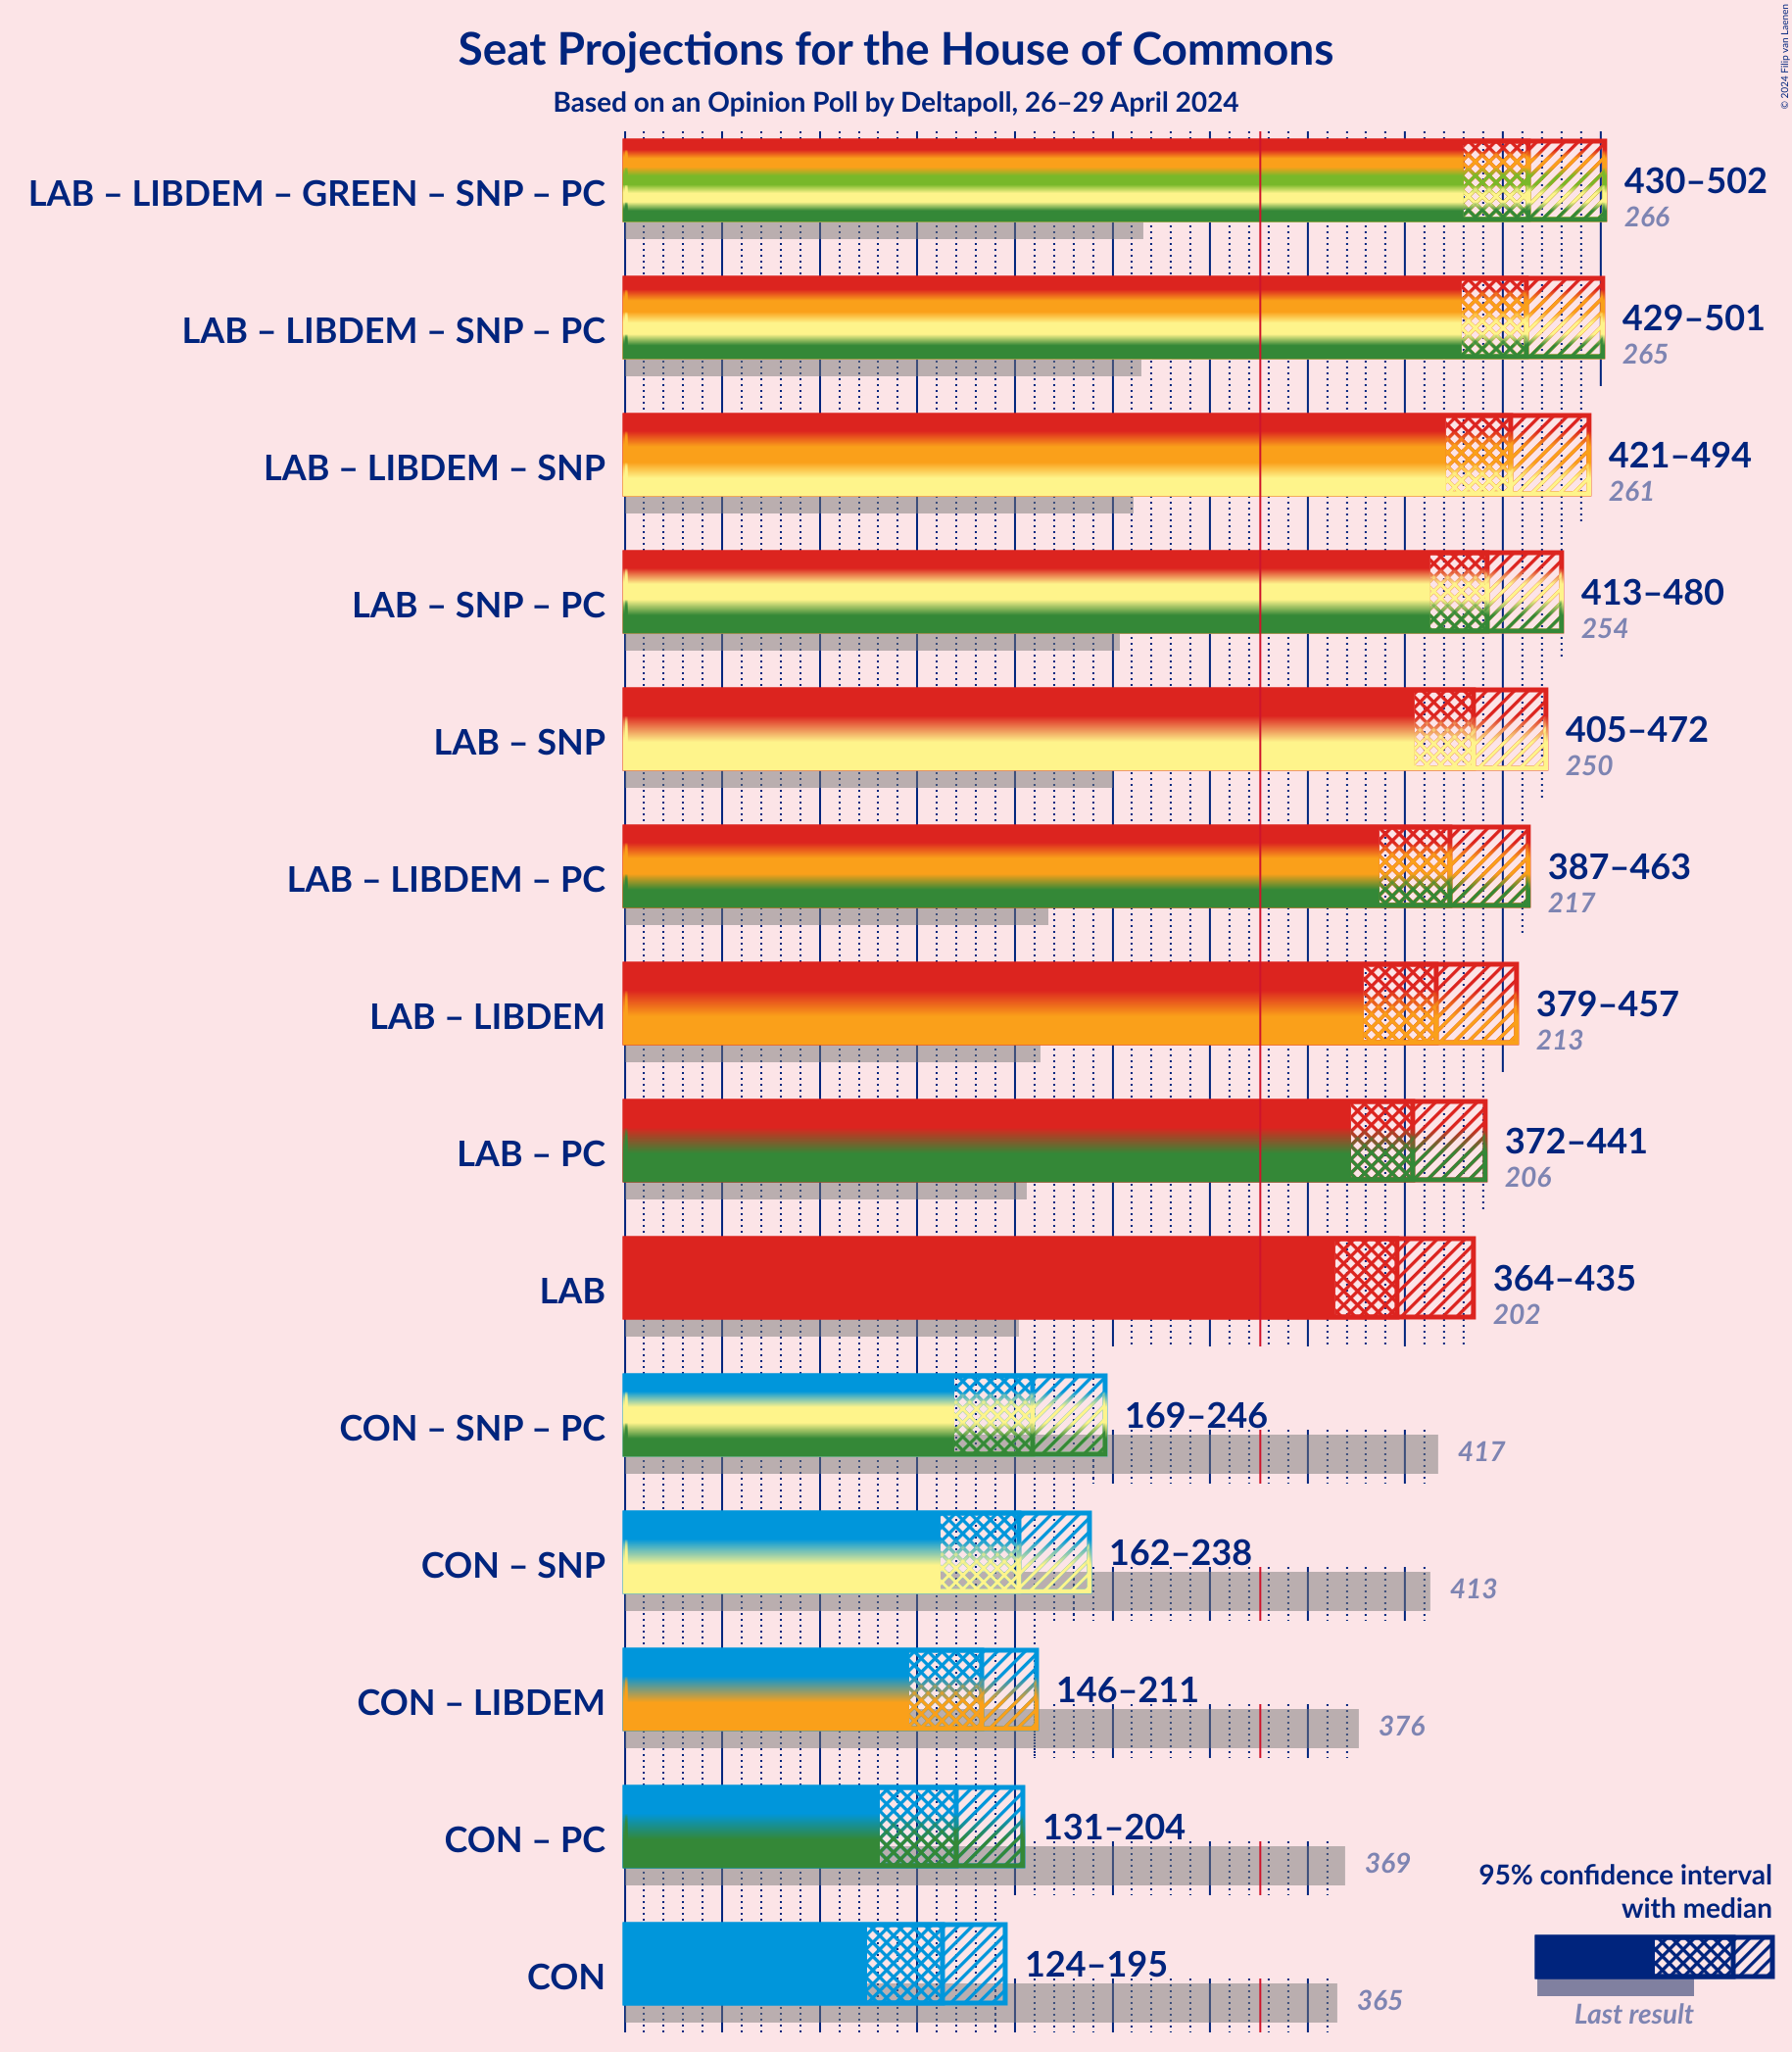 Seat Projections for the House of Commons
Based on an Opinion Poll by Deltapoll, 26–29 April 2024
© 2024 Filip van Laenen
LAB – LIBDEM – GREEN – SNP – PC
430–502
266
LAB – LIBDEM – SNP – PC
429–501
265
LAB – LIBDEM – SNP
421–494
261
LAB – SNP – PC
413–480
254
LAB – SNP
405–472
250
LAB – LIBDEM – PC
387–463
217
LAB – LIBDEM
379–457
213
LAB – PC
372–441
206
LAB
364–435
202
CON – SNP – PC
169–246
417
CON – SNP
162–238
413
CON – LIBDEM
146–211
376
CON – PC
131–204
369
CON
124–195
365
95% confidence interval
with median
Last result